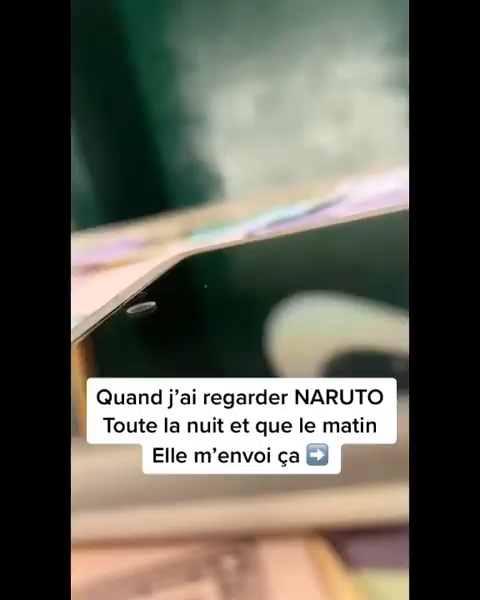 Quand j’ai regarder NARUTO
Toute la nuit et que le matin
Elle m’envoi ça ➡️